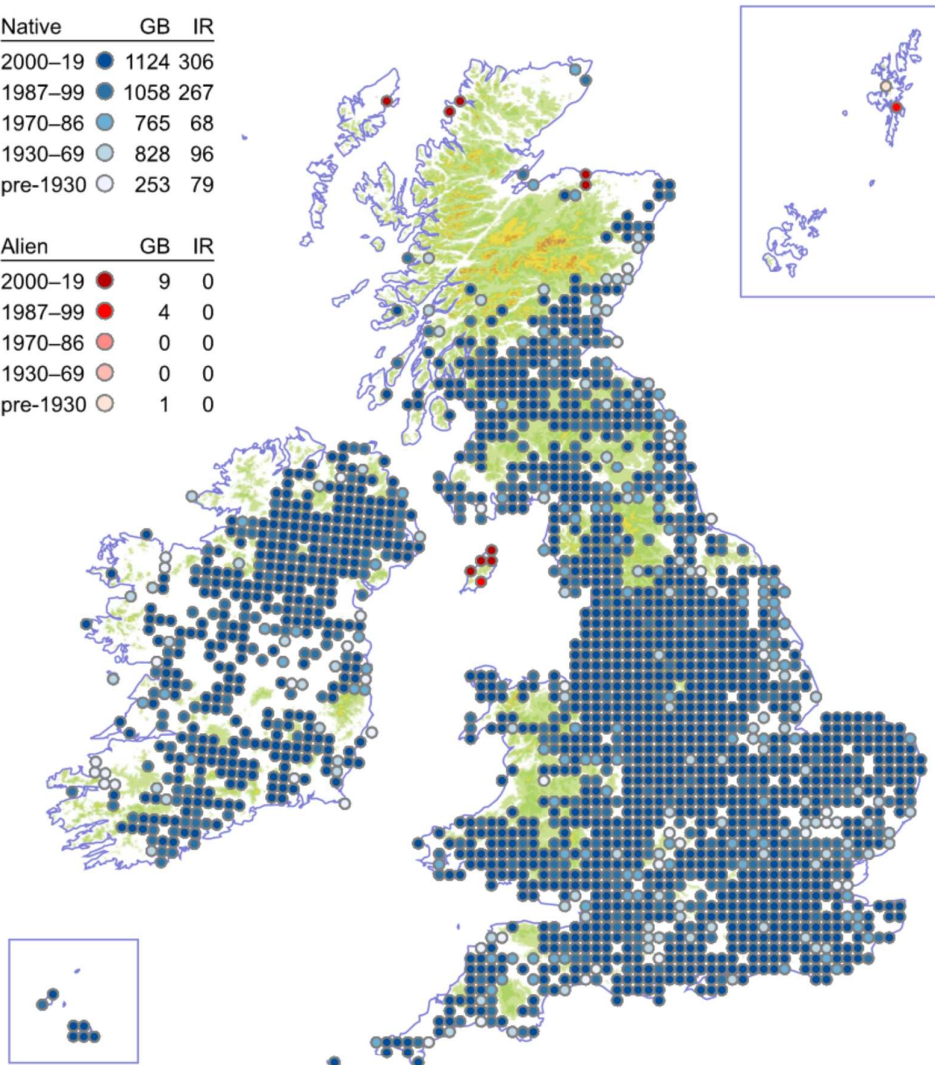 Native GB IR
2000–19 1124 306
1987–99 1058 267
1970–86 765 68
1930–69 828 96
pre-1930 253 79
Alien GB IR
2000–19 9 0
1987–99 4 0
1970–86 0 0
1930–69 0 0
pre-1930 1 0